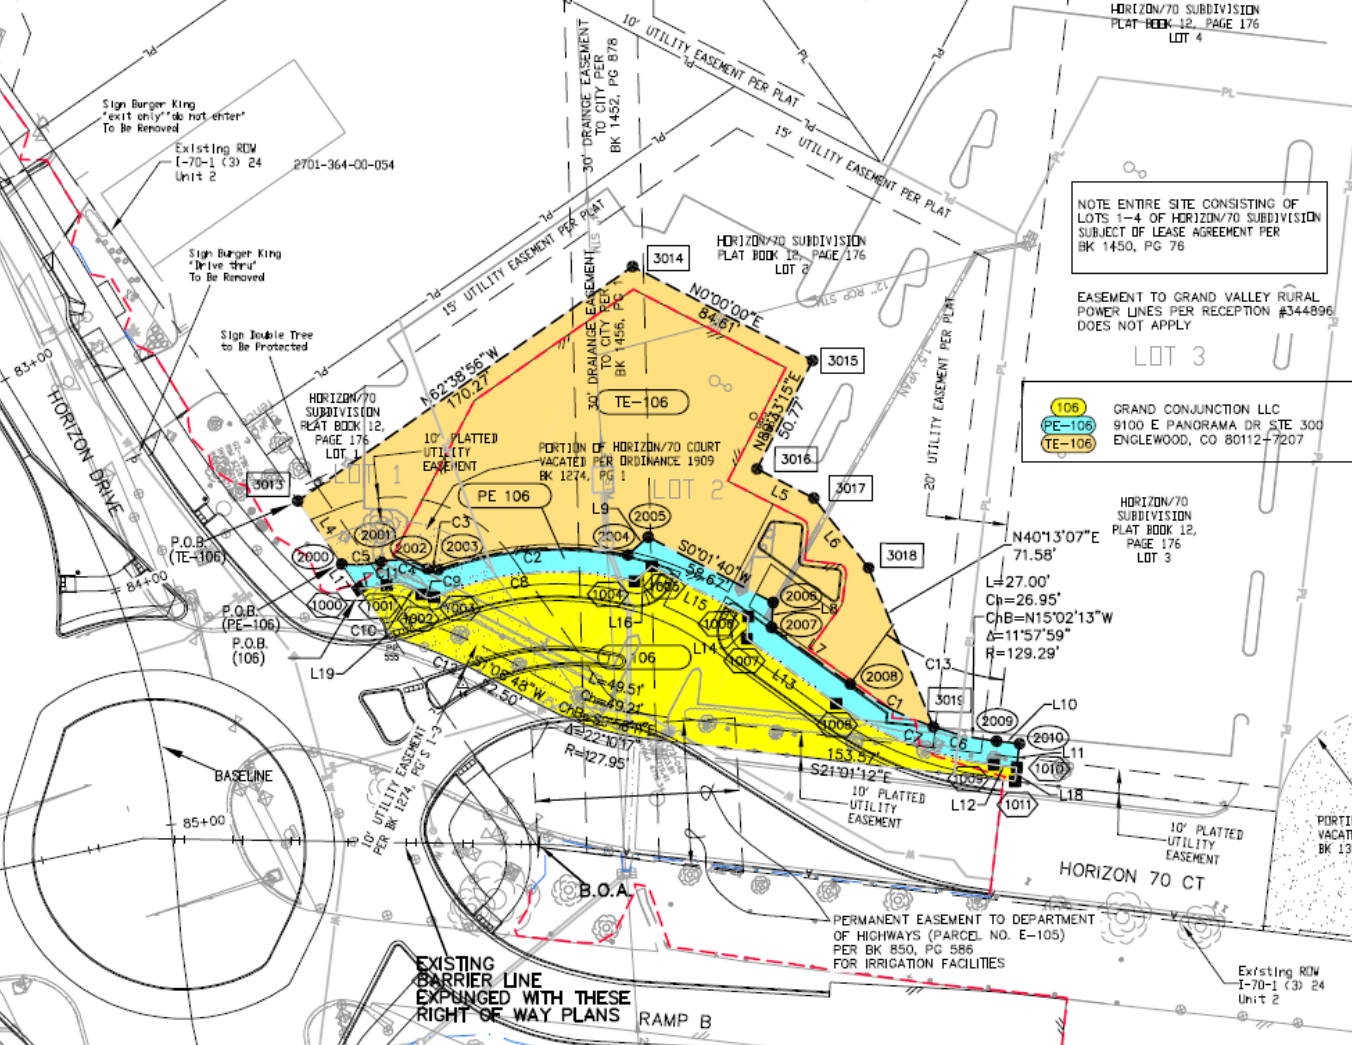 HORIZON/70 SUBDIVISION
PLAT BOOK 12, PAGE 176
LOT 4
10' UTILITY EASEMENT PER PLAT
15' UTILITY EASEMENT PER PLAT
30' DRAINGE EASEMENT
TO CITY PER
BK 1452, PG 878
Sign Burger King
"exit only""do not enter"
To Be Removed
Existing ROW
I-70-1 (3) 24
Unit 2
2701-364-00-054
NOTE ENTIRE SITE CONSISTING OF
LOTS 1-4 OF HORIZON/70 SUBDIVISION
SUBJECT OF LEASE AGREEMENT PER
BK 1450, PG 76
Sign Burger King
"Drive thru"
To Be Removed
15' UTILITY EASEMENT PER PLAT
HORIZON/70 SUBDIVISION
PLAT BOOK 12, PAGE 176
LOT 2
3014
N0°00'00"E
84.61'
12" RCP STM
EASEMENT TO GRAND VALLEY RURAL
POWER LINES PER RECEPTION #344896
DOES NOT APPLY
LOT 3
Sign Double Tree
to Be Protected
83+00
HORIZON DRIVE
N62°38'56"W
170.27'
30' DRAIANGE EASEMENT
TO CITY PER
BK 1456, PG 1
3015
50.77'
20' UTILITY EASEMENT PER PLAT
106
PE-106
TE-106
GRAND CONJUNCTION LLC
9100 E PANORAMA DR STE 300
ENGLEWOOD, CO 80112-7207
TE-106
HORIZON/70
SUBDIVISION
PLAT BOOK 12,
PAGE 176
LOT 1
10' PLATTED
UTILITY
EASEMENT
PORTION OF HORIZON/70 COURT
VACATED PER ORDINANCE 1909
BK 1274, PG 1
3016
3013
LOT 1
PE 106
LOT 2
L5
3017
HORIZON/70
SUBDIVISION
PLAT BOOK 12,
PAGE 176
LOT 3
L9
2005
L4
2001
C3
L6
P.O.B.
(TE-106)
2000
2002
2003
2004
C5
C4
C2
S0°01'40"W
58.67'
3018
N40°13'07"E
71.58'
84+00
L1
C9
C8
1004
L15
2006
L8
L=27.00'
Ch=26.95'
ChB=N15°02'13"W
Δ=11°57'59"
R=129.29'
P.O.B.
(PE-106)
1000
1001
1002
1003
L16
1006
2007
L7
P.O.B.
(106)
C10
L14
1007
106
L19
C12
L13
2008
C13
22.50'
L=49.51'
Ch=49.21'
Δ=22°10'17"
R=127.95'
1008
C1
3019
2009
L10
C7
C6
2010
L11
1010
153.57'
S21°01'12"E
1009
L12
L18
1011
BASELINE
10' UTILITY EASEMENT
PER BK 1274, PG'S 1-3
10' PLATTED
UTILITY
EASEMENT
85+00
10' PLATTED
UTILITY
EASEMENT
HORIZON 70 CT
B.O.A.
PERMANENT EASEMENT TO DEPARTMENT
OF HIGHWAYS (PARCEL NO. E-105)
PER BK 850, PG 586
FOR IRRIGATION FACILITIES
EXISTING
BARRIER LINE
EXPUNGED WITH THESE
RIGHT OF WAY PLANS
RAMP B
Existing ROW
I-70-1 (3) 24
Unit 2